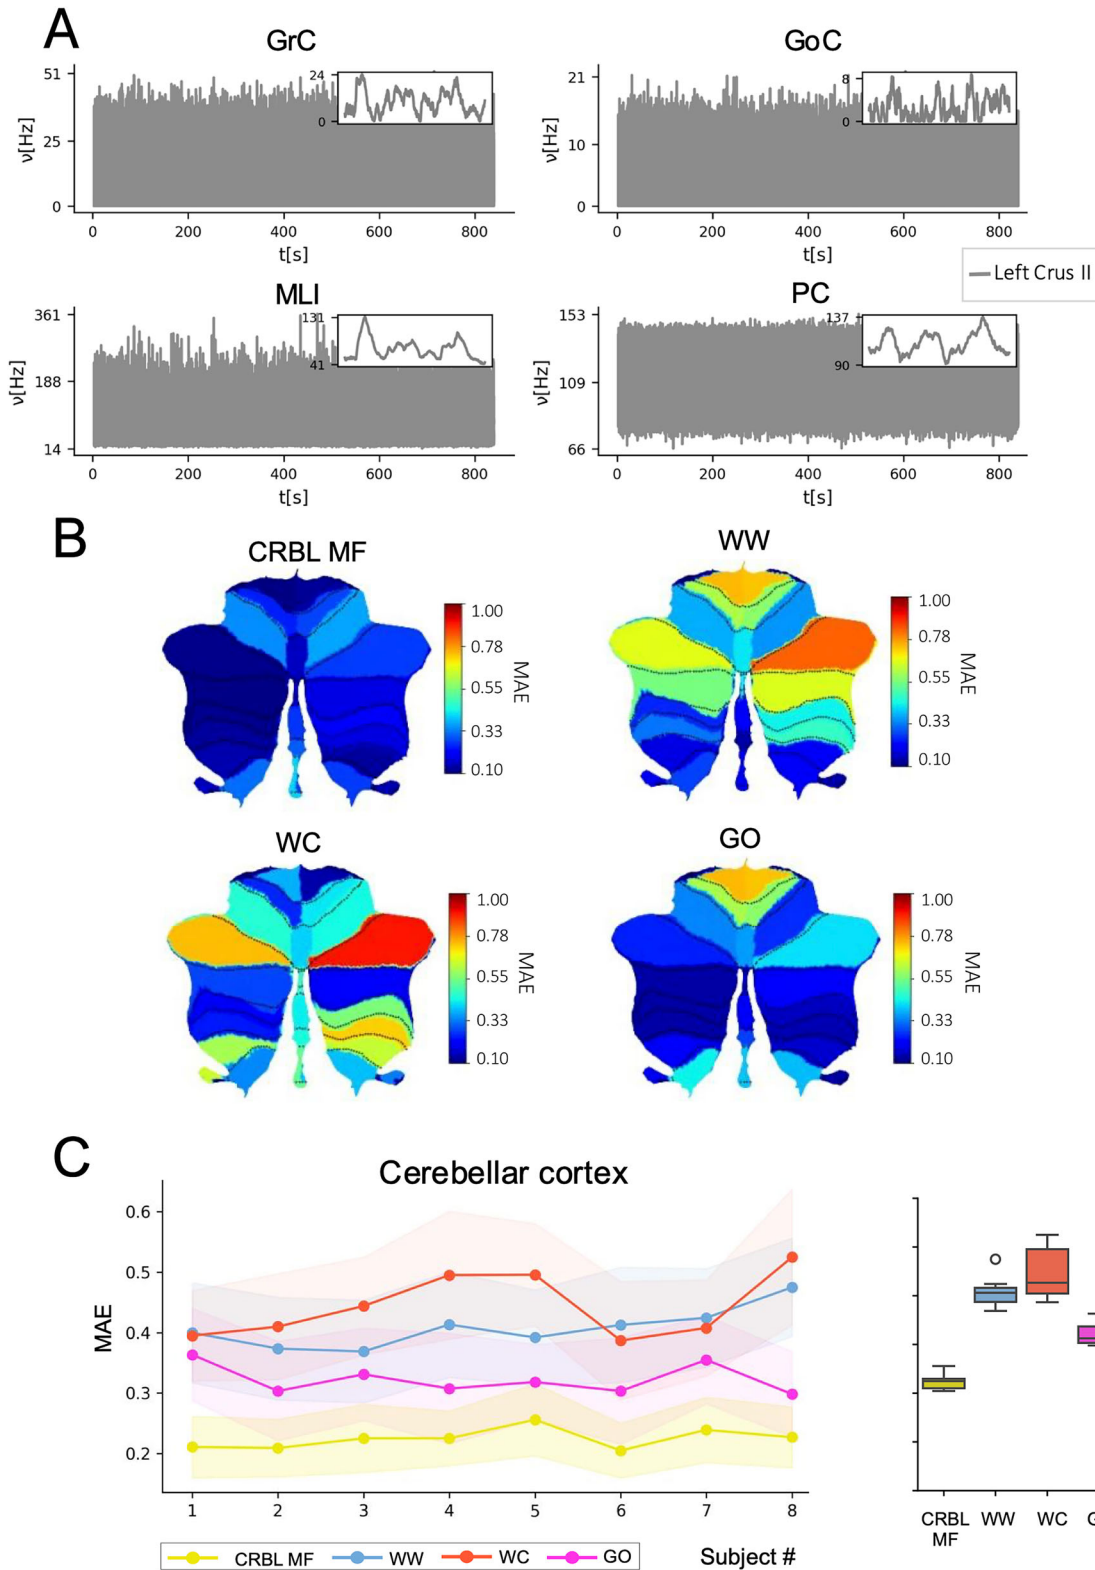 A
GrC
GoC
51
25
0
ν[Hz]
24
0
0
200
400
600
800
t[s]
21
10
0
ν[Hz]
8
0
0
200
400
600
800
t[s]
Left Crus II
MLI
PC
361
188
14
ν[Hz]
131
41
0
200
400
600
800
t[s]
153
109
66
ν[Hz]
137
90
0
200
400
600
800
t[s]
B
CRBL MF
1.00
0.78
0.55
0.33
0.10
MAE
WW
1.00
0.78
0.55
0.33
0.10
MAE
WC
1.00
0.78
0.55
0.33
0.10
MAE
GO
1.00
0.78
0.55
0.33
0.10
MAE
C
Cerebellar cortex
MAE
0.6
0.5
0.4
0.3
0.2
1
2
3
4
5
6
7
8
CRBL MF
WW
WC
GO
Subject #
CRBL
MF
WW
WC